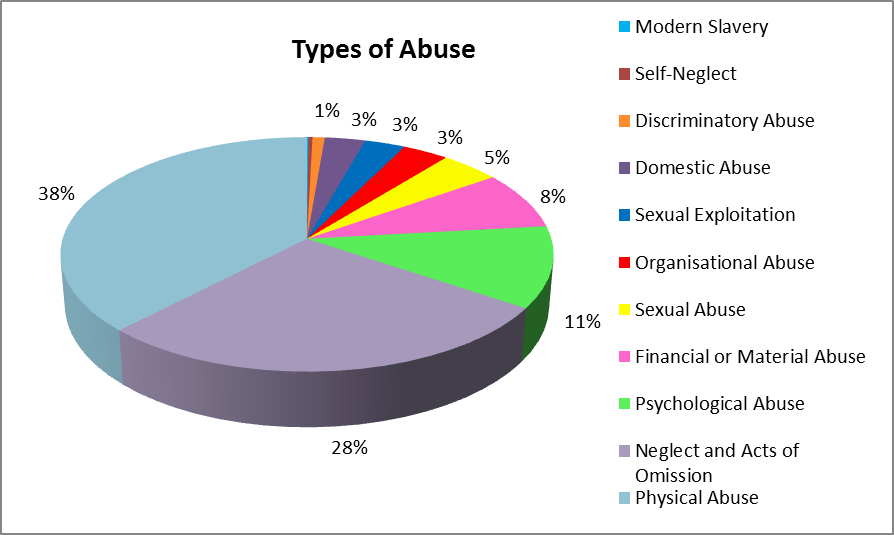 Types of Abuse
1%
3%
3%
3%
5%
8%
11%
28%
38%
Modern Slavery
Self-Neglect
Discriminatory Abuse
Domestic Abuse
Sexual Exploitation
Organisational Abuse
Sexual Abuse
Financial or Material Abuse
Psychological Abuse
Neglect and Acts of
Omission
Physical Abuse